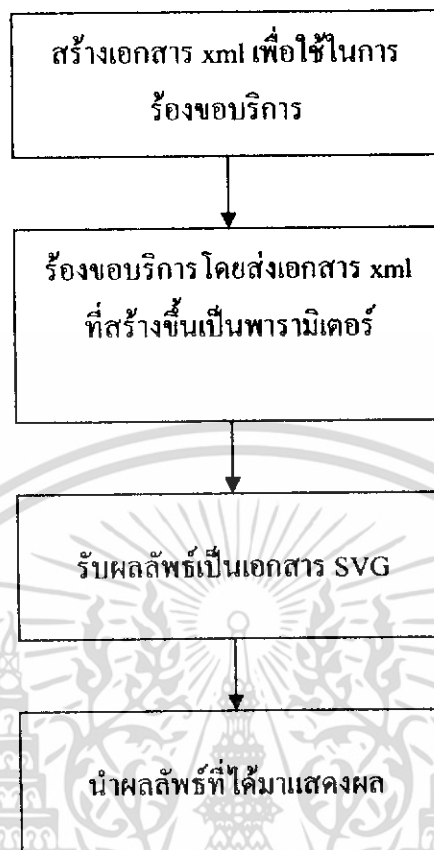 สร้างเอกสาร xml เพื่อใช้ในการ
ร้องขอบริการ
ร้องขอบริการโดยส่งเอกสาร xml
ที่สร้างขึ้นเป็นพารามิเตอร์
รับผลลัพธ์เป็นเอกสาร SVG
นำผลลัพธ์ที่ได้มาแสดงผล